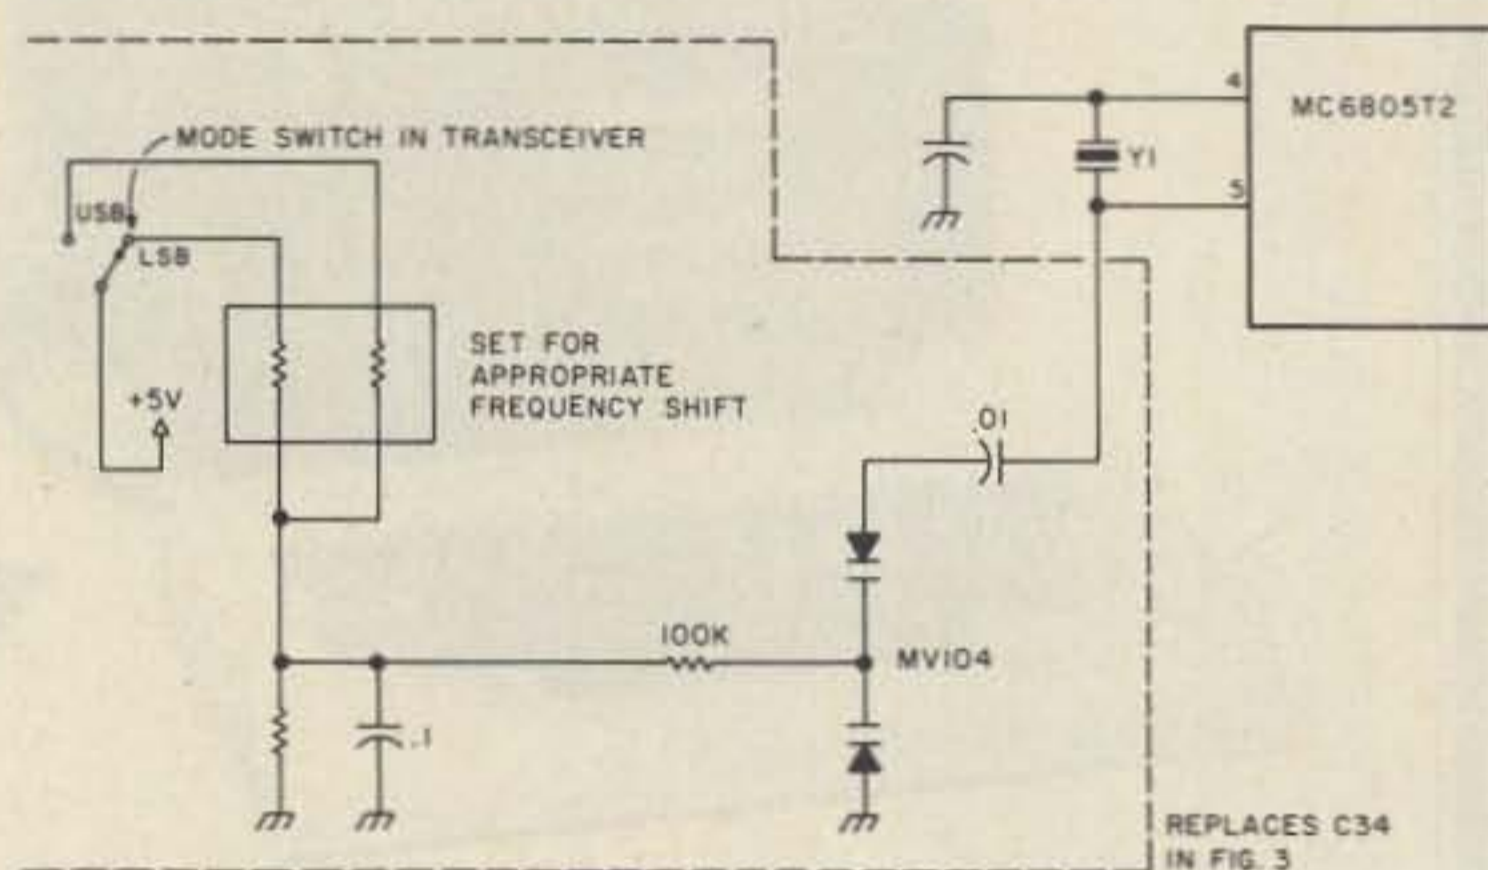 4
MC6805T2
MODE SWITCH IN TRANSCEIVER
Y1
5
USB
LSB
SET FOR
APPROPRIATE
FREQUENCY SHIFT
+5V
.01
100K
MV104
.1
REPLACES C34
IN FIG. 3